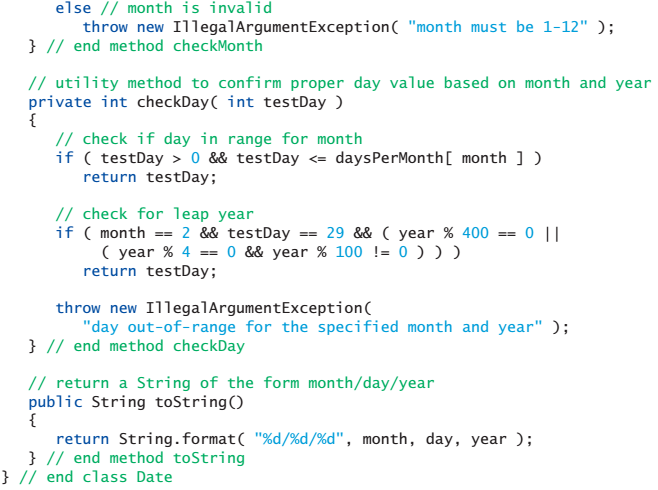 else // month is invalid
         throw new IllegalArgumentException( "month must be 1-12" );
   } // end method checkMonth

   // utility method to confirm proper day value based on month and year
   private int checkDay( int testDay )
   {
      // check if day in range for month
      if ( testDay > 0 && testDay <= daysPerMonth[ month ] )
         return testDay;

      // check for leap year
      if ( month == 2 && testDay == 29 && ( year % 400 == 0 ||
           ( year % 4 == 0 && year % 100 != 0 ) ) )
         return testDay;

      throw new IllegalArgumentException(
         "day out-of-range for the specified month and year" );
   } // end method checkDay

   // return a String of the form month/day/year
   public String toString()
   {
      return String.format( "%d/%d/%d", month, day, year );
   } // end method toString
} // end class Date